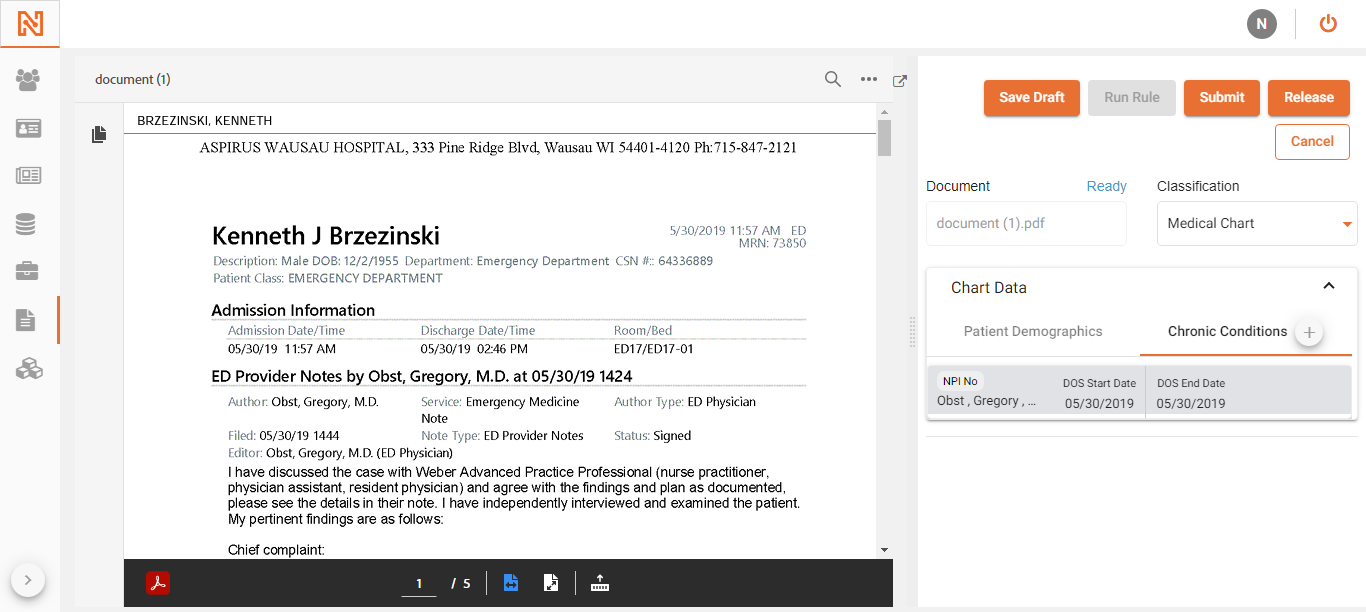 N
document (1)
BRZEZINSKI, KENNETH
ASPIRUS WAUSAU HOSPITAL, 333 Pine Ridge Blvd, Wausau WI 54401-4120 Ph:715-847-2121
Kenneth J Brzezinski
5/30/2019 11:57 AM ED
MRN: 73850
Description: Male DOB: 12/2/1955 Department: Emergency Department CSN #:: 64336889
Patient Class: EMERGENCY DEPARTMENT
Admission Information
Admission Date/Time Discharge Date/Time Room/Bed
05/30/19 11:57 AM 05/30/19 02:46 PM ED17/ED17-01
ED Provider Notes by Obst, Gregory, M.D. at 05/30/19 1424
Author: Obst, Gregory, M.D. Service: Emergency Medicine Author Type: ED Physician
Note
Filed: 05/30/19 1444 Note Type: ED Provider Notes Status: Signed
Editor: Obst, Gregory, M.D. (ED Physician)
I have discussed the case with Weber Advanced Practice Professional (nurse practitioner,
physician assistant, resident physician) and agree with the findings and plan as documented,
please see the details in their note. I have independently interviewed and examined the patient.
My pertinent findings are as follows:
Chief complaint:
1 / 5
Save Draft Run Rule Submit Release
Cancel
Document Ready Classification
document (1).pdf Medical Chart
Chart Data
Patient Demographics Chronic Conditions
NPI No DOS Start Date DOS End Date
Obst , Gregory , ... 05/30/2019 05/30/2019